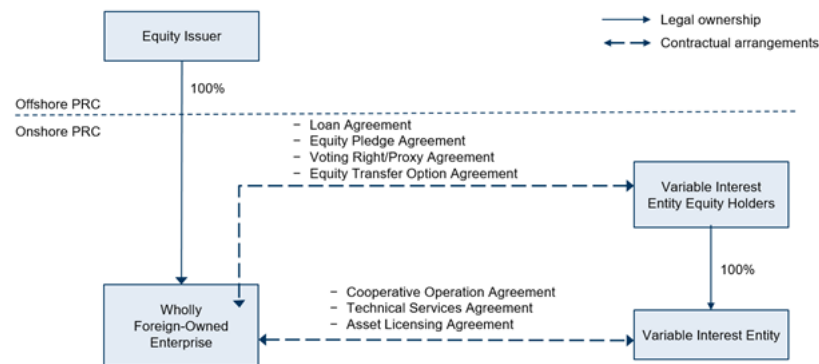 Equity Issuer
Legal ownership
Contractual arrangements
100%
Offshore PRC
Onshore PRC
− Loan Agreement
− Equity Pledge Agreement
− Voting Right/Proxy Agreement
− Equity Transfer Option Agreement
Variable Interest
Entity Equity Holders
100%
− Cooperative Operation Agreement
− Technical Services Agreement
− Asset Licensing Agreement
Wholly
Foreign-Owned
Enterprise
Variable Interest Entity